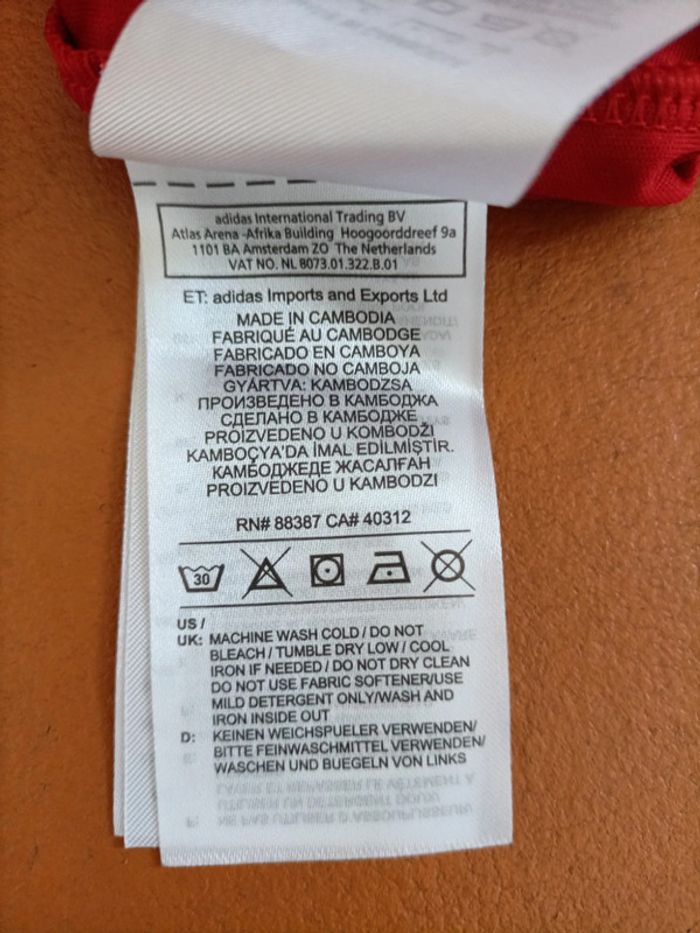 adidas International Trading BV
Atlas Arena -Afrika Building Hoogoorddreef 9a
1101 BA Amsterdam ZO The Netherlands
VAT NO. NL 8073.01.322.B.01
ET: adidas Imports and Exports Ltd
MADE IN CAMBODIA
FABRIQUÉ AU CAMBODGE
FABRICADO EN CAMBOYA
FABRICADO NO CAMBOJA
GYÁRTVA: KAMBODZSA
ПРОИЗВЕДЕНО В КАМБОДЖА
СДЕЛАНО В КАМБОДЖЕ
PROIZVEDENO U KOMBODŽI
KAMBOÇYA'DA İMAL EDİLMİŞTİR.
КАМБОДЖЕДЕ ЖАСАЛҒАН
PROIZVEDENO U KAMBODZI
RN# 88387 CA# 40312
30
US /
UK: MACHINE WASH COLD / DO NOT
BLEACH / TUMBLE DRY LOW / COOL
IRON IF NEEDED / DO NOT DRY CLEAN
DO NOT USE FABRIC SOFTENER/USE
MILD DETERGENT ONLY/WASH AND
IRON INSIDE OUT
D: KEINEN WEICHSPUELER VERWENDEN/
BITTE FEINWASCHMITTEL VERWENDEN/
WASCHEN UND BUEGELN VON LINKS